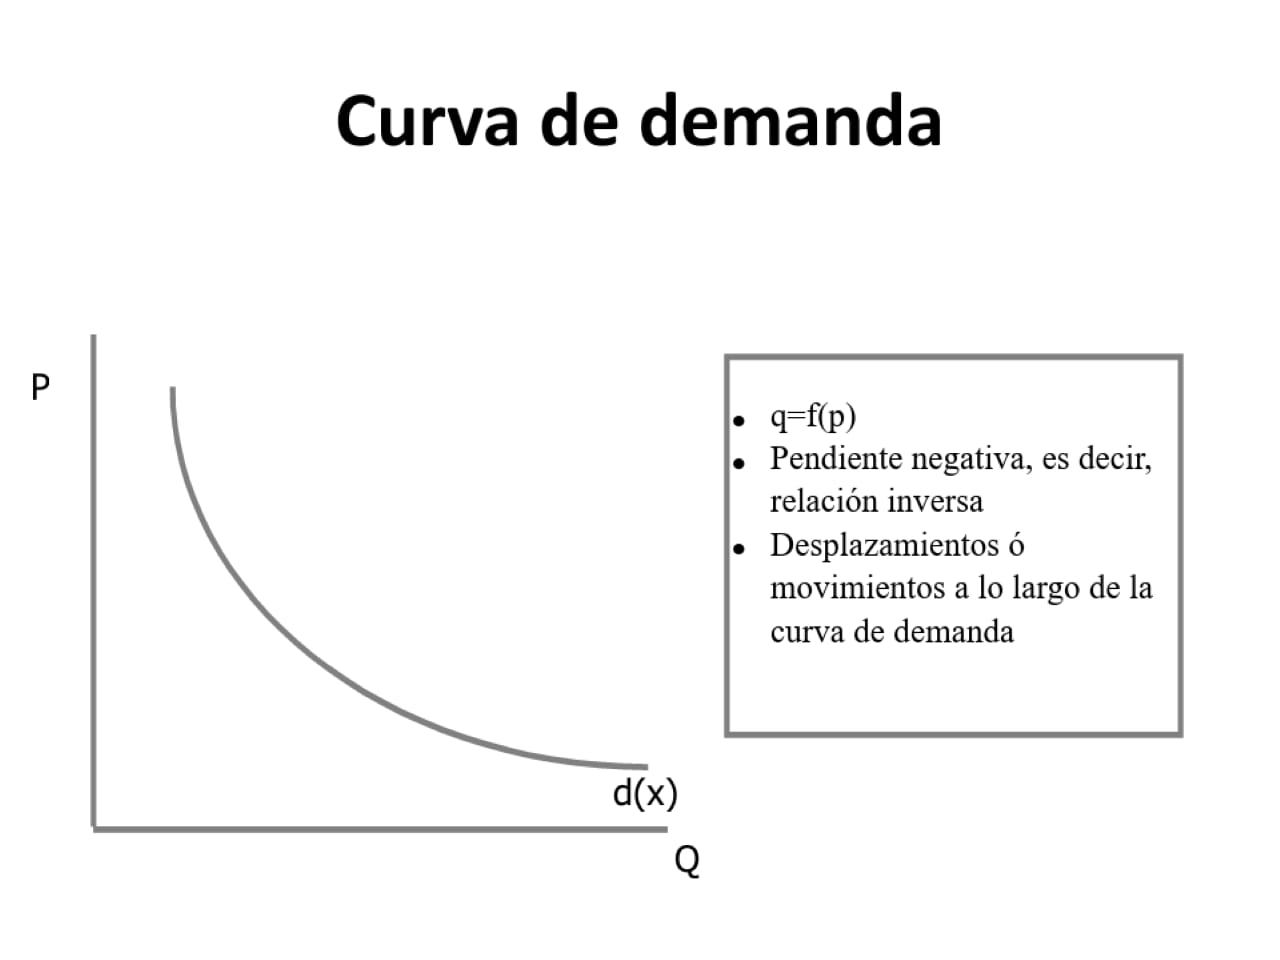 Curva de demanda
P
• q=f(p)
• Pendiente negativa, es decir,
relación inversa
• Desplazamientos ó
movimientos a lo largo de la
curva de demanda
d(x)
Q